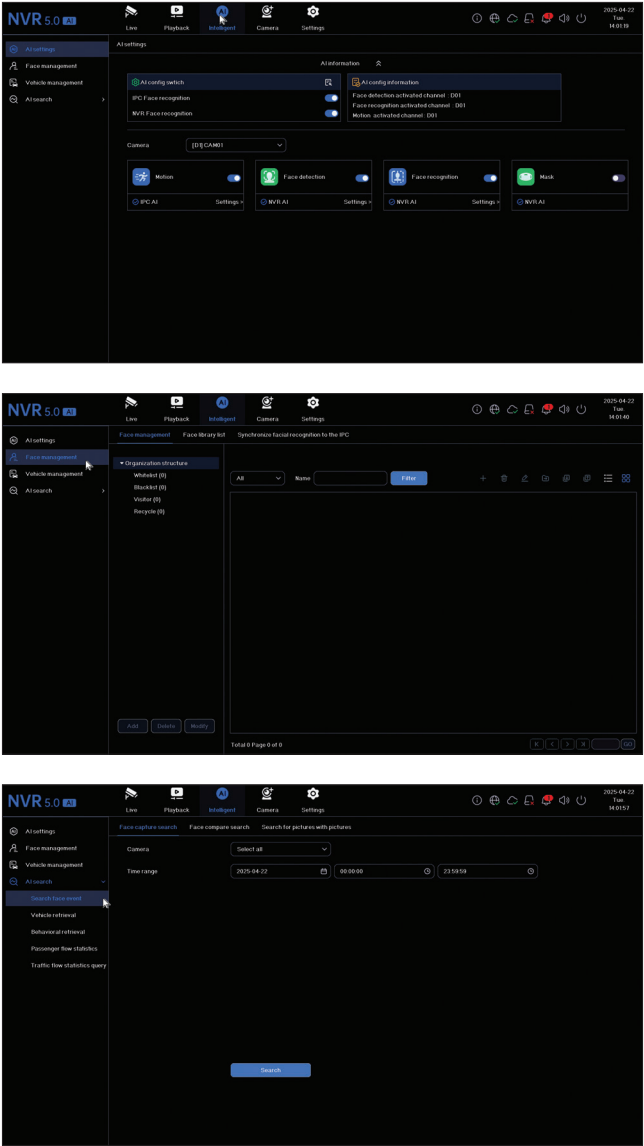 NVR 5.0 AI
Live Playback Intelligent Camera Settings
2025-04-22
Tue.
14:01:19
AI settings
Face management
Vehicle management
AI search
AI settings
AI information
AI config swtich
IPC Face recognition
NVR Face recognition
AI config information
Face detection activated channel : D01
Face recognition activated channel : D01
Motion activated channel : D01
Camera [D1] CAM01
Motion Face detection Face recognition Mask
IPC AI Settings > NVR AI Settings > NVR AI Settings > NVR AI
NVR 5.0 AI
Live Playback Intelligent Camera Settings
2025-04-22
Tue.
14:01:40
AI settings
Face management
Vehicle management
AI search
Face management Face library list Synchronize facial recognition to the IPC
Organization structure
Whitelist (0)
Blacklist (0)
Visitor (0)
Recycle (0)
All Name Filter
Add Delete Modify
Total 0 Page 0 of 0
GO
NVR 5.0 AI
Live Playback Intelligent Camera Settings
2025-04-22
Tue.
14:01:57
AI settings
Face management
Vehicle management
AI search
Search face event
Vehicle retrieval
Behavioral retrieval
Passenger flow statistics
Traffic flow statistics query
Face capture search Face compare search Search for pictures with pictures
Camera Select all
Time range 2025-04-22 00:00:00 23:59:59
Search